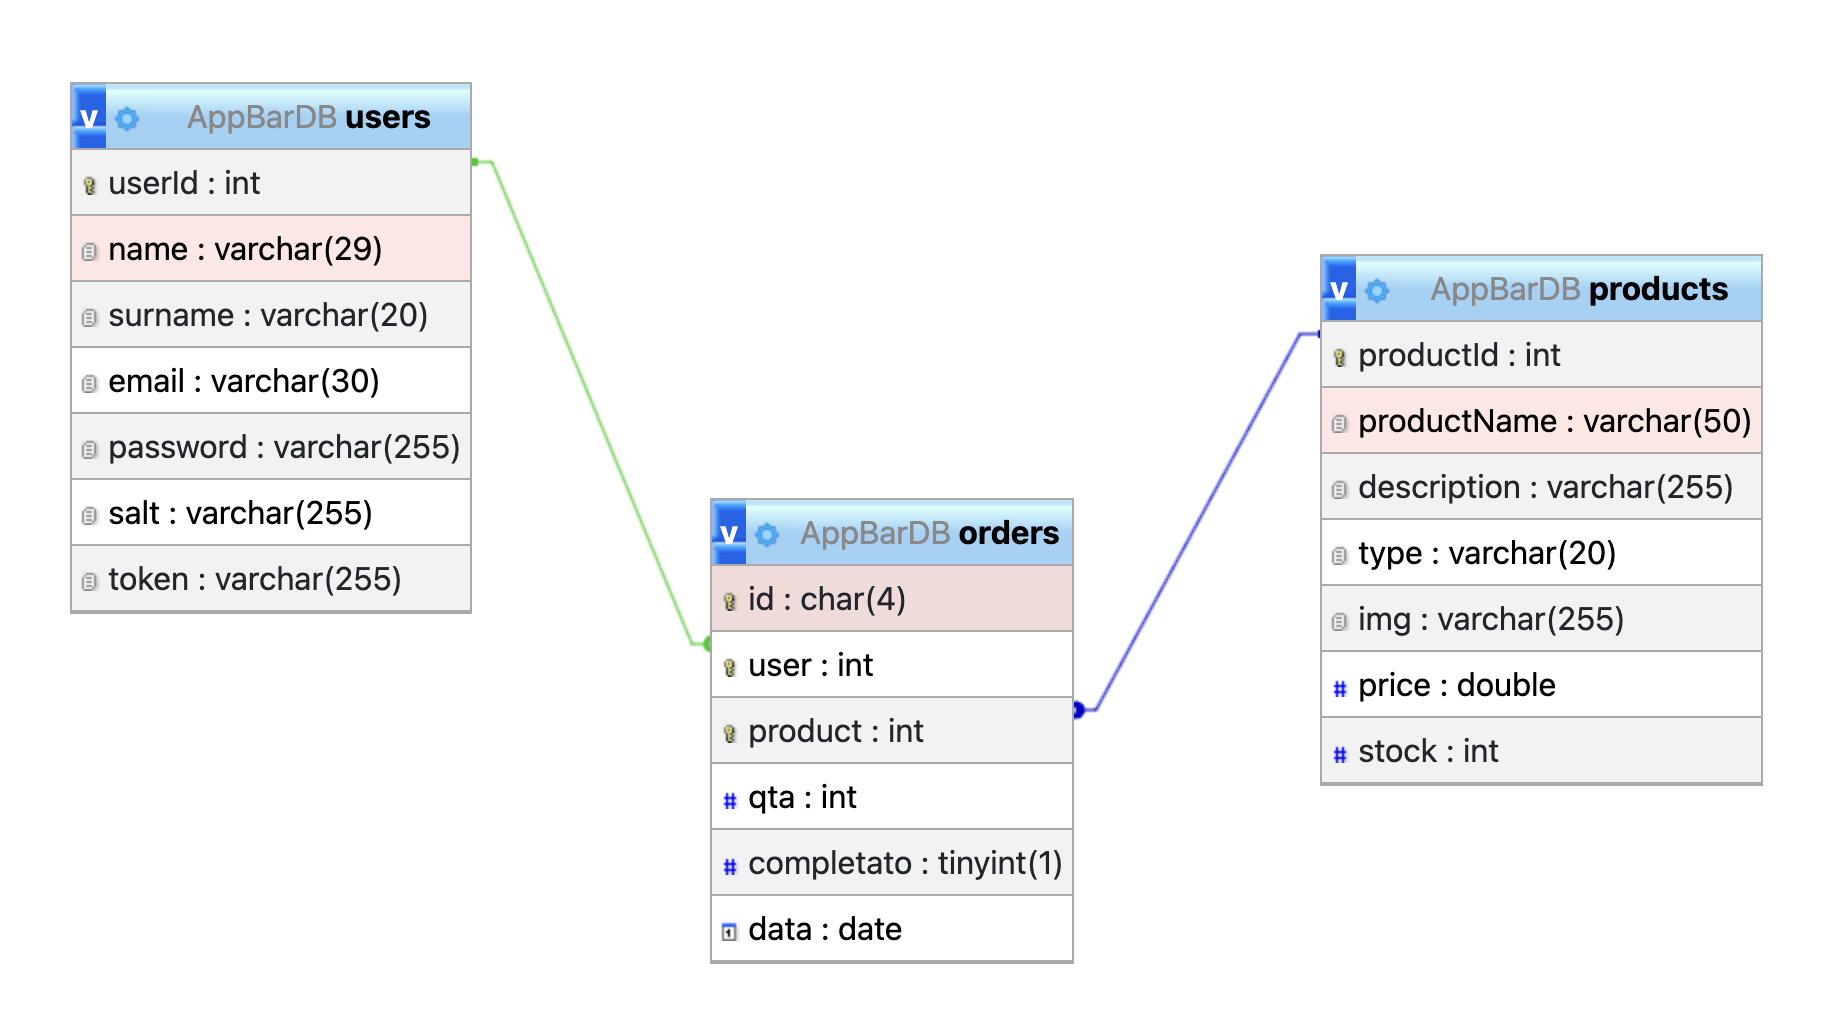 v AppBarDB users
userId : int
name : varchar(29)
surname : varchar(20)
email : varchar(30)
password : varchar(255)
salt : varchar(255)
token : varchar(255)
v AppBarDB orders
id : char(4)
user : int
product : int
# qta : int
# completato : tinyint(1)
1 data : date
v AppBarDB products
productId : int
productName : varchar(50)
description : varchar(255)
type : varchar(20)
img : varchar(255)
# price : double
# stock : int